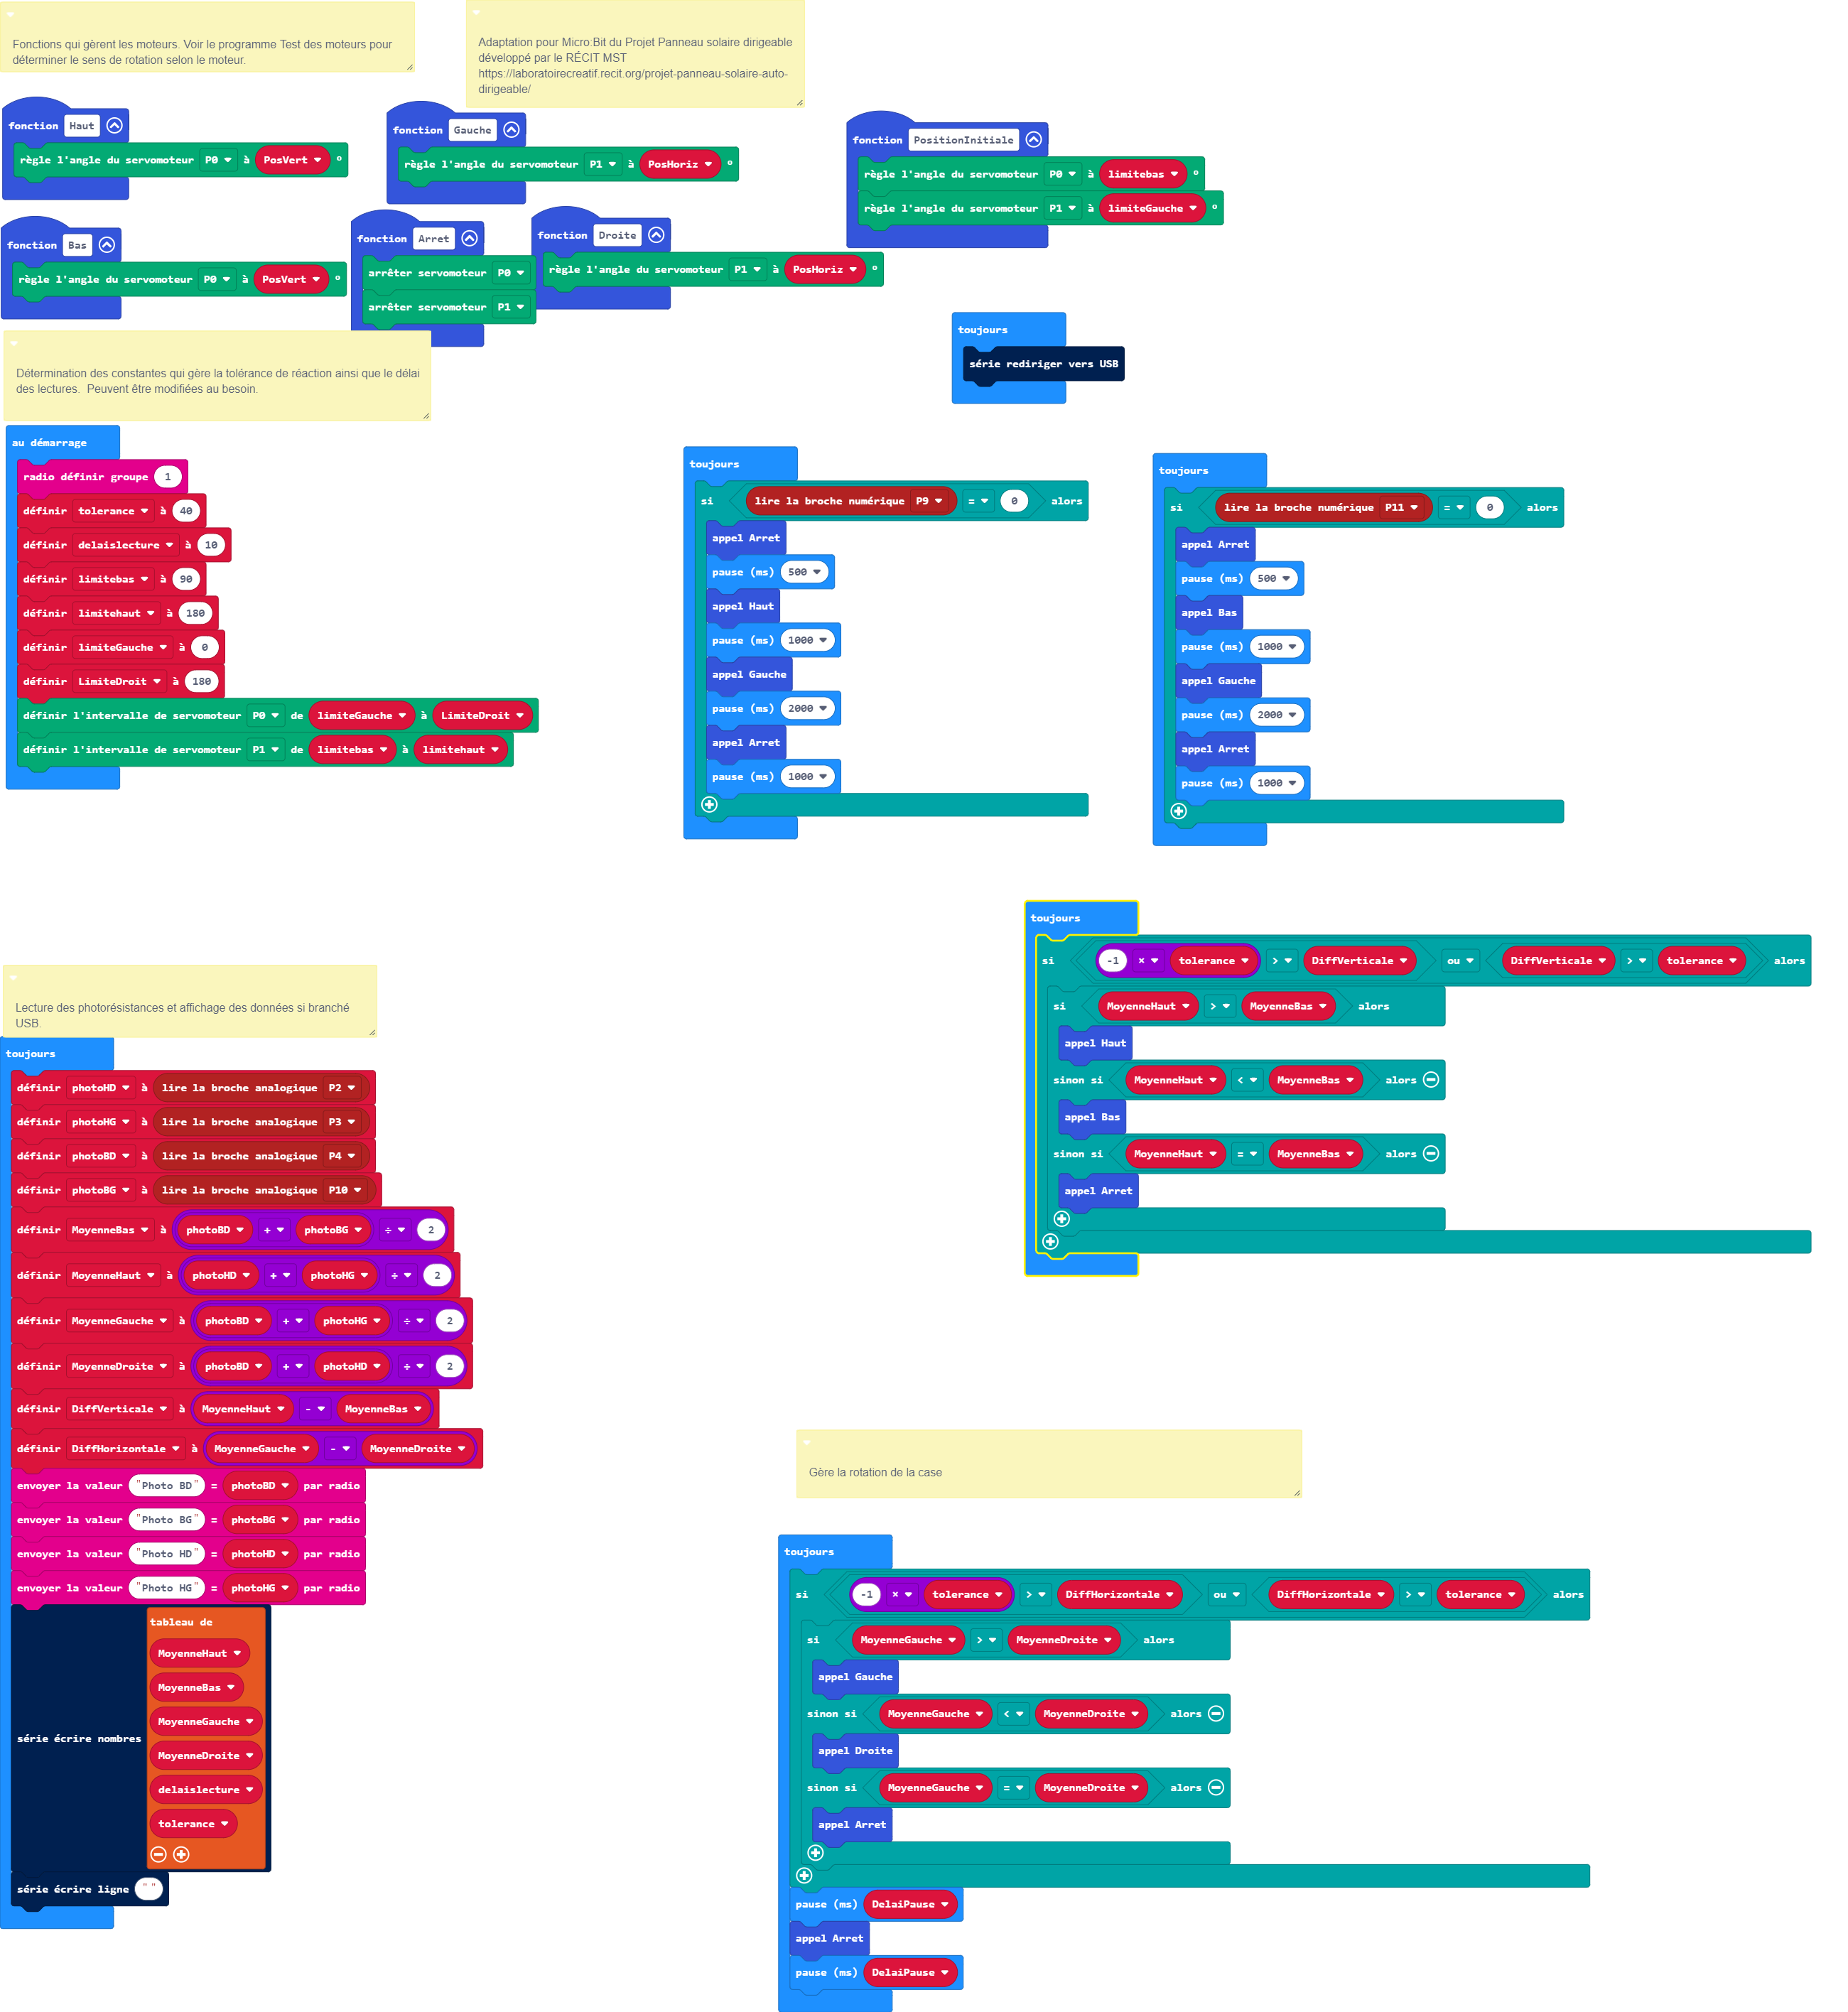 Fonctions qui gèrent les moteurs. Voir le programme Test des moteurs pour
déterminer le sens de rotation selon le moteur.
Adaptation pour Micro:Bit du Projet Panneau solaire dirigeable
développé par le RÉCIT MST
https://laboratoirecreatif.recit.org/projet-panneau-solaire-auto-
dirigeable/
fonction Haut
règle l'angle du servomoteur P0 à PosVert °
fonction Gauche
règle l'angle du servomoteur P1 à PosHoriz °
fonction PositionInitiale
règle l'angle du servomoteur P0 à limitebas °
règle l'angle du servomoteur P1 à limiteGauche °
fonction Bas
règle l'angle du servomoteur P0 à PosVert °
fonction Arret
arrêter servomoteur P0
arrêter servomoteur P1
fonction Droite
règle l'angle du servomoteur P1 à PosHoriz °
toujours
série rediriger vers USB
Détermination des constantes qui gère la tolérance de réaction ainsi que le délai
des lectures. Peuvent être modifiées au besoin.
au démarrage
radio définir groupe 1
définir tolerance à 40
définir delaislecture à 10
définir limitebas à 90
définir limitehaut à 180
définir limiteGauche à 0
définir LimiteDroit à 180
définir l'intervalle de servomoteur P0 de limiteGauche à LimiteDroit
définir l'intervalle de servomoteur P1 de limitebas à limitehaut
toujours
si lire la broche numérique P9 = 0 alors
appel Arret
pause (ms) 500
appel Haut
pause (ms) 1000
appel Gauche
pause (ms) 2000
appel Arret
pause (ms) 1000
toujours
si lire la broche numérique P11 = 0 alors
appel Arret
pause (ms) 500
appel Bas
pause (ms) 1000
appel Gauche
pause (ms) 2000
appel Arret
pause (ms) 1000
toujours
si -1 × tolerance > DiffVerticale ou DiffVerticale > tolerance alors
si MoyenneHaut > MoyenneBas alors
appel Haut
sinon si MoyenneHaut < MoyenneBas alors
appel Bas
sinon si MoyenneHaut = MoyenneBas alors
appel Arret
Lecture des photorésistances et affichage des données si branché
USB.
toujours
définir photoHD à lire la broche analogique P2
définir photoHG à lire la broche analogique P3
définir photoBD à lire la broche analogique P4
définir photoBG à lire la broche analogique P10
définir MoyenneBas à photoBD + photoBG ÷ 2
définir MoyenneHaut à photoHD + photoHG ÷ 2
définir MoyenneGauche à photoBD + photoHG ÷ 2
définir MoyenneDroite à photoBD + photoHD ÷ 2
définir DiffVerticale à MoyenneHaut - MoyenneBas
définir DiffHorizontale à MoyenneGauche - MoyenneDroite
envoyer la valeur "Photo BD" = photoBD par radio
envoyer la valeur "Photo BG" = photoBG par radio
envoyer la valeur "Photo HD" = photoHD par radio
envoyer la valeur "Photo HG" = photoHG par radio
tableau de
MoyenneHaut
MoyenneBas
MoyenneGauche
série écrire nombres
MoyenneDroite
delaislecture
tolerance
série écrire ligne " "
Gère la rotation de la case
toujours
si -1 × tolerance > DiffHorizontale ou DiffHorizontale > tolerance alors
si MoyenneGauche > MoyenneDroite alors
appel Gauche
sinon si MoyenneGauche < MoyenneDroite alors
appel Droite
sinon si MoyenneGauche = MoyenneDroite alors
appel Arret
pause (ms) DelaiPause
appel Arret
pause (ms) DelaiPause